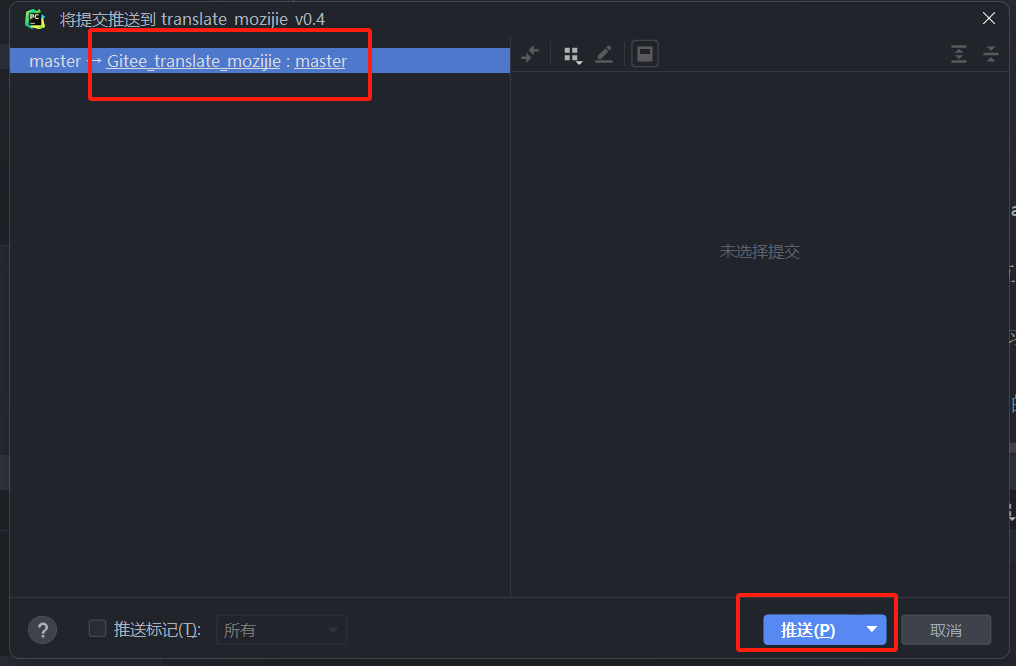 将提交推送到 translate_mozijie_v0.4
master → Gitee_translate_mozijie : master
未选择提交
? 推送标记(T): 所有
推送(P) 取消